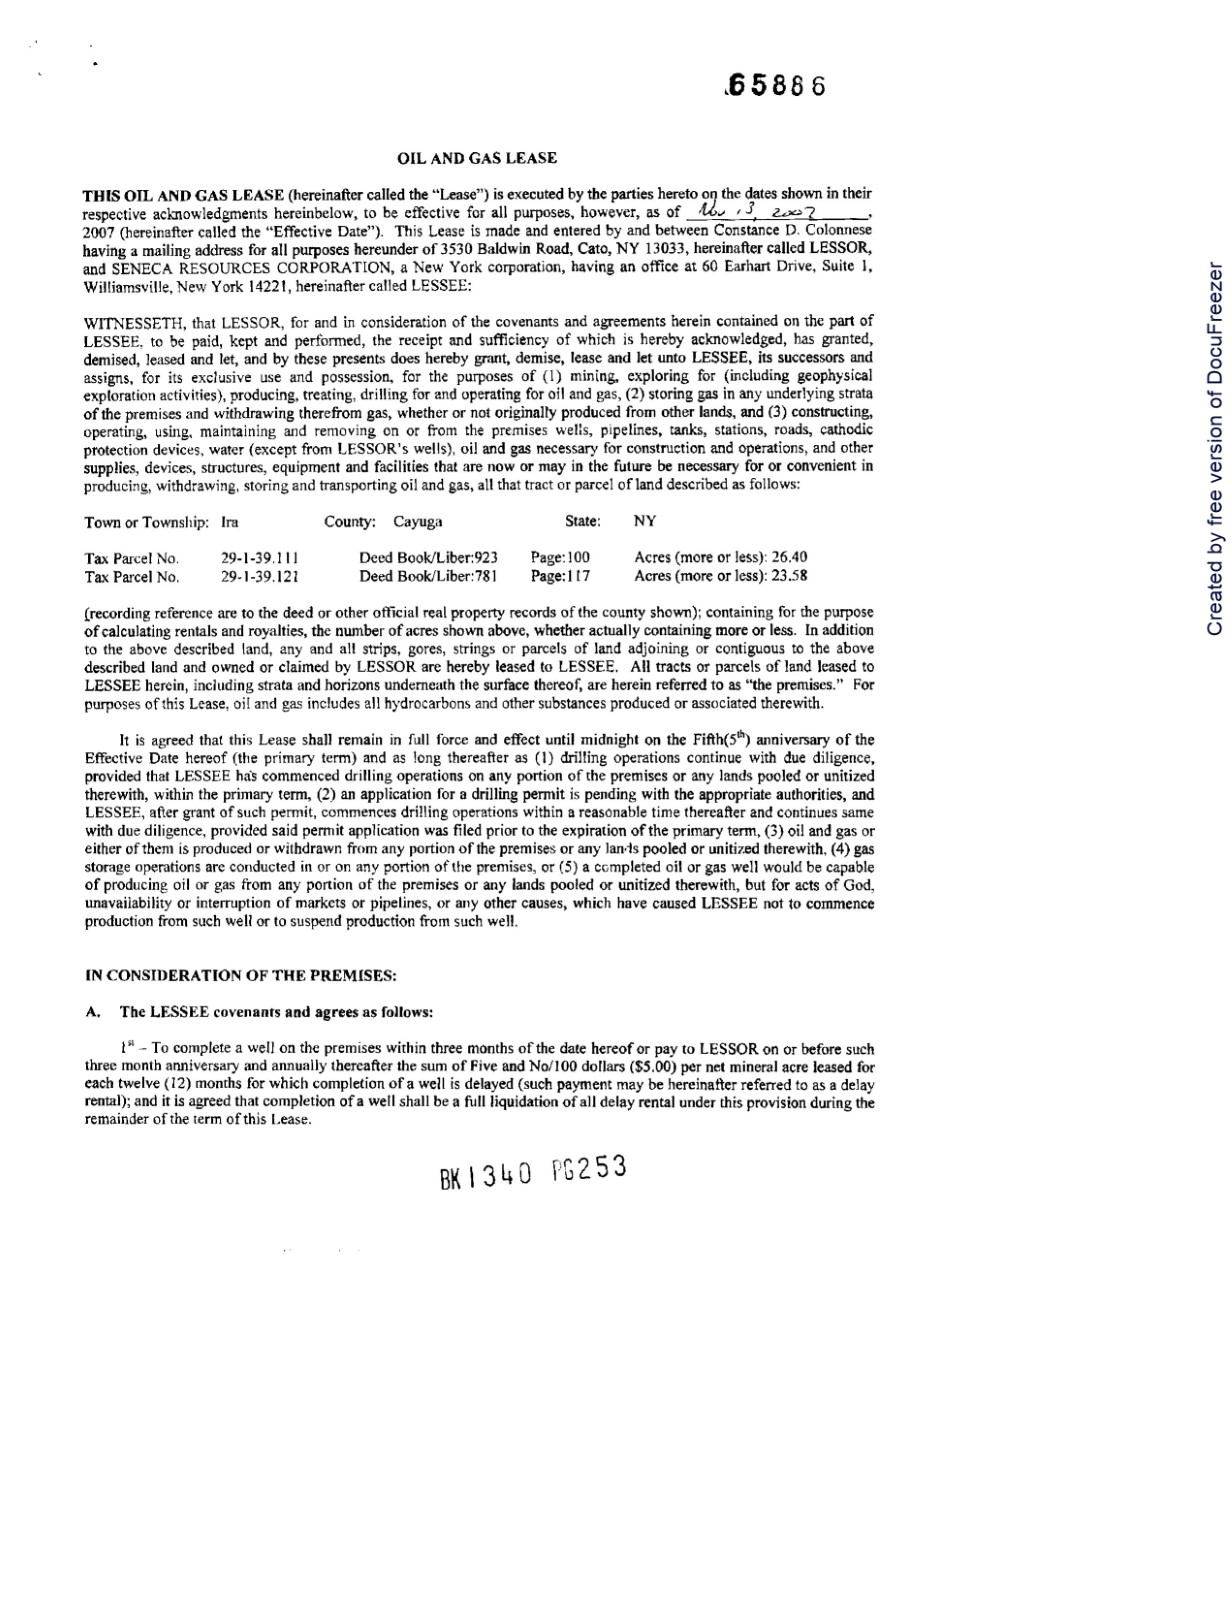 65886
OIL AND GAS LEASE
THIS OIL AND GAS LEASE (hereinafter called the “Lease”) is executed by the parties hereto on the dates shown in their
respective acknowledgments hereinbelow, to be effective for all purposes, however, as of Nov 13, 2007,
2007 (hereinafter called the “Effective Date”). This Lease is made and entered by and between Constance D. Colonnese
having a mailing address for all purposes hereunder of 3530 Baldwin Road, Cato, NY 13033, hereinafter called LESSOR,
and SENECA RESOURCES CORPORATION, a New York corporation, having an office at 60 Earhart Drive, Suite 1,
Williamsville, New York 14221, hereinafter called LESSEE:
WITNESSETH, that LESSOR, for and in consideration of the covenants and agreements herein contained on the part of
LESSEE, to be paid, kept and performed, the receipt and sufficiency of which is hereby acknowledged, has granted,
demised, leased and let, and by these presents does hereby grant, demise, lease and let unto LESSEE, its successors and
assigns, for its exclusive use and possession, for the purposes of (1) mining, exploring for (including geophysical
exploration activities), producing, treating, drilling for and operating for oil and gas, (2) storing gas in any underlying strata
of the premises and withdrawing therefrom gas, whether or not originally produced from other lands, and (3) constructing,
operating, using, maintaining and removing on or from the premises wells, pipelines, tanks, stations, roads, cathodic
protection devices, water (except from LESSOR’s wells), oil and gas necessary for construction and operations, and other
supplies, devices, structures, equipment and facilities that are now or may in the future be necessary for or convenient in
producing, withdrawing, storing and transporting oil and gas, all that tract or parcel of land described as follows:
Town or Township: Ira County: Cayuga State: NY
Tax Parcel No. 29-1-39.111 Deed Book/Liber:923 Page:100 Acres (more or less): 26.40
Tax Parcel No. 29-1-39.121 Deed Book/Liber:781 Page:117 Acres (more or less): 23.58
(recording reference are to the deed or other official real property records of the county shown); containing for the purpose
of calculating rentals and royalties, the number of acres shown above, whether actually containing more or less. In addition
to the above described land, any and all strips, gores, strings or parcels of land adjoining or contiguous to the above
described land and owned or claimed by LESSOR are hereby leased to LESSEE. All tracts or parcels of land leased to
LESSEE herein, including strata and horizons underneath the surface thereof, are herein referred to as “the premises.” For
purposes of this Lease, oil and gas includes all hydrocarbons and other substances produced or associated therewith.
It is agreed that this Lease shall remain in full force and effect until midnight on the Fifth(5th) anniversary of the
Effective Date hereof (the primary term) and as long thereafter as (1) drilling operations continue with due diligence,
provided that LESSEE has commenced drilling operations on any portion of the premises or any lands pooled or unitized
therewith, within the primary term, (2) an application for a drilling permit is pending with the appropriate authorities, and
LESSEE, after grant of such permit, commences drilling operations within a reasonable time thereafter and continues same
with due diligence, provided said permit application was filed prior to the expiration of the primary term, (3) oil and gas or
either of them is produced or withdrawn from any portion of the premises or any lands pooled or unitized therewith, (4) gas
storage operations are conducted in or on any portion of the premises, or (5) a completed oil or gas well would be capable
of producing oil or gas from any portion of the premises or any lands pooled or unitized therewith, but for acts of God,
unavailability or interruption of markets or pipelines, or any other causes, which have caused LESSEE not to commence
production from such well or to suspend production from such well.
IN CONSIDERATION OF THE PREMISES:
A. The LESSEE covenants and agrees as follows:
1st – To complete a well on the premises within three months of the date hereof or pay to LESSOR on or before such
three month anniversary and annually thereafter the sum of Five and No/100 dollars ($5.00) per net mineral acre leased for
each twelve (12) months for which completion of a well is delayed (such payment may be hereinafter referred to as a delay
rental); and it is agreed that completion of a well shall be a full liquidation of all delay rental under this provision during the
remainder of the term of this Lease.
BK1340 PG253
Created by free version of DocuFreezer